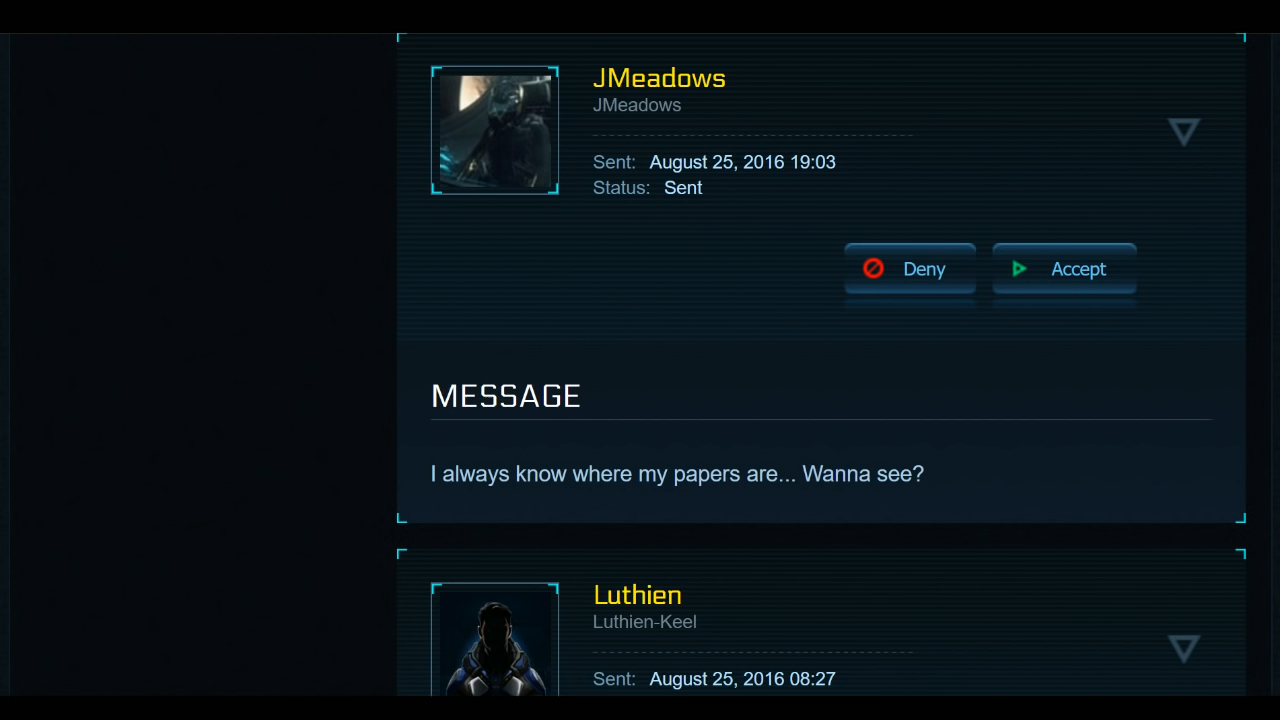 JMeadows
JMeadows
Sent: August 25, 2016 19:03
Status: Sent
Deny Accept
MESSAGE
I always know where my papers are... Wanna see?
Luthien
Luthien-Keel
Sent: August 25, 2016 08:27